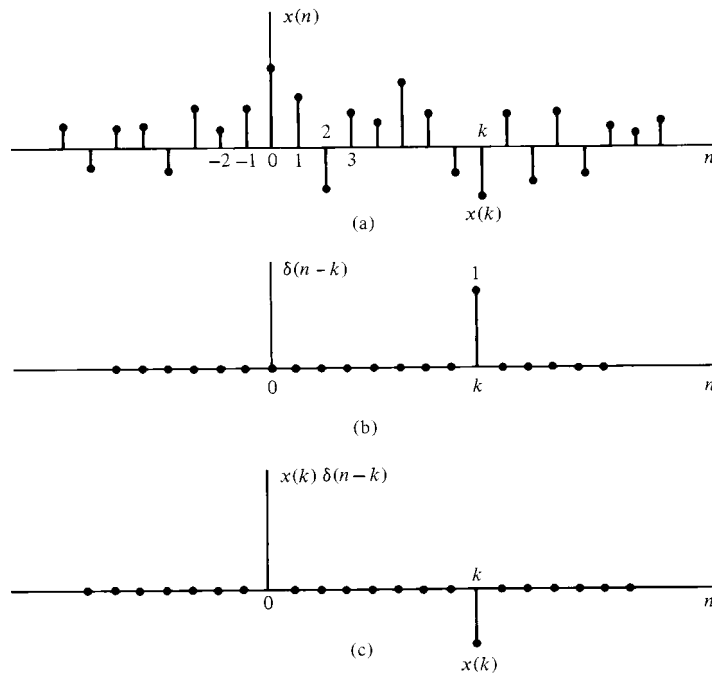 x(n)
2 k
−2 −1 0 1 3 n
x(k)
(a)
δ(n − k)
1
0 k n
(b)
x(k) δ(n − k)
k
0 n
x(k)
(c)